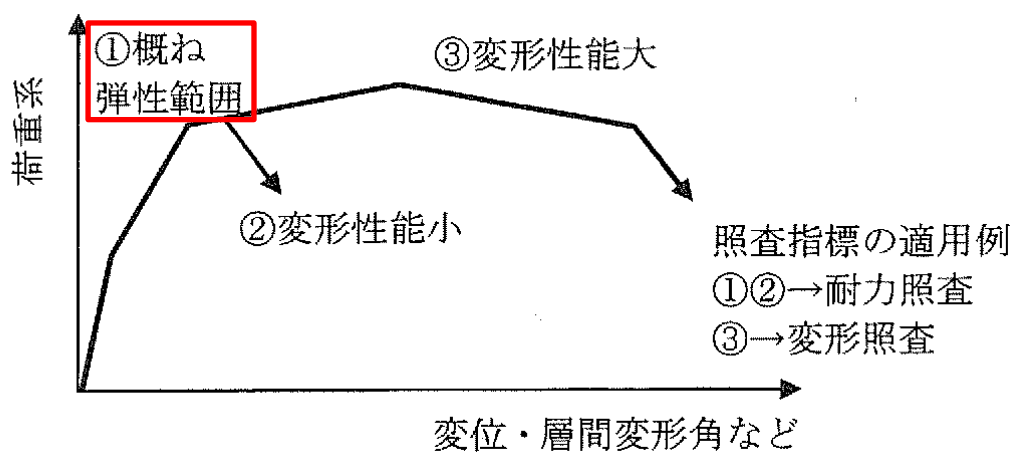 ①概ね
弾性範囲
③変形性能大
荷重系
②変形性能小
照査指標の適用例
①②→耐力照査
③→変形照査
変位・層間変形角など